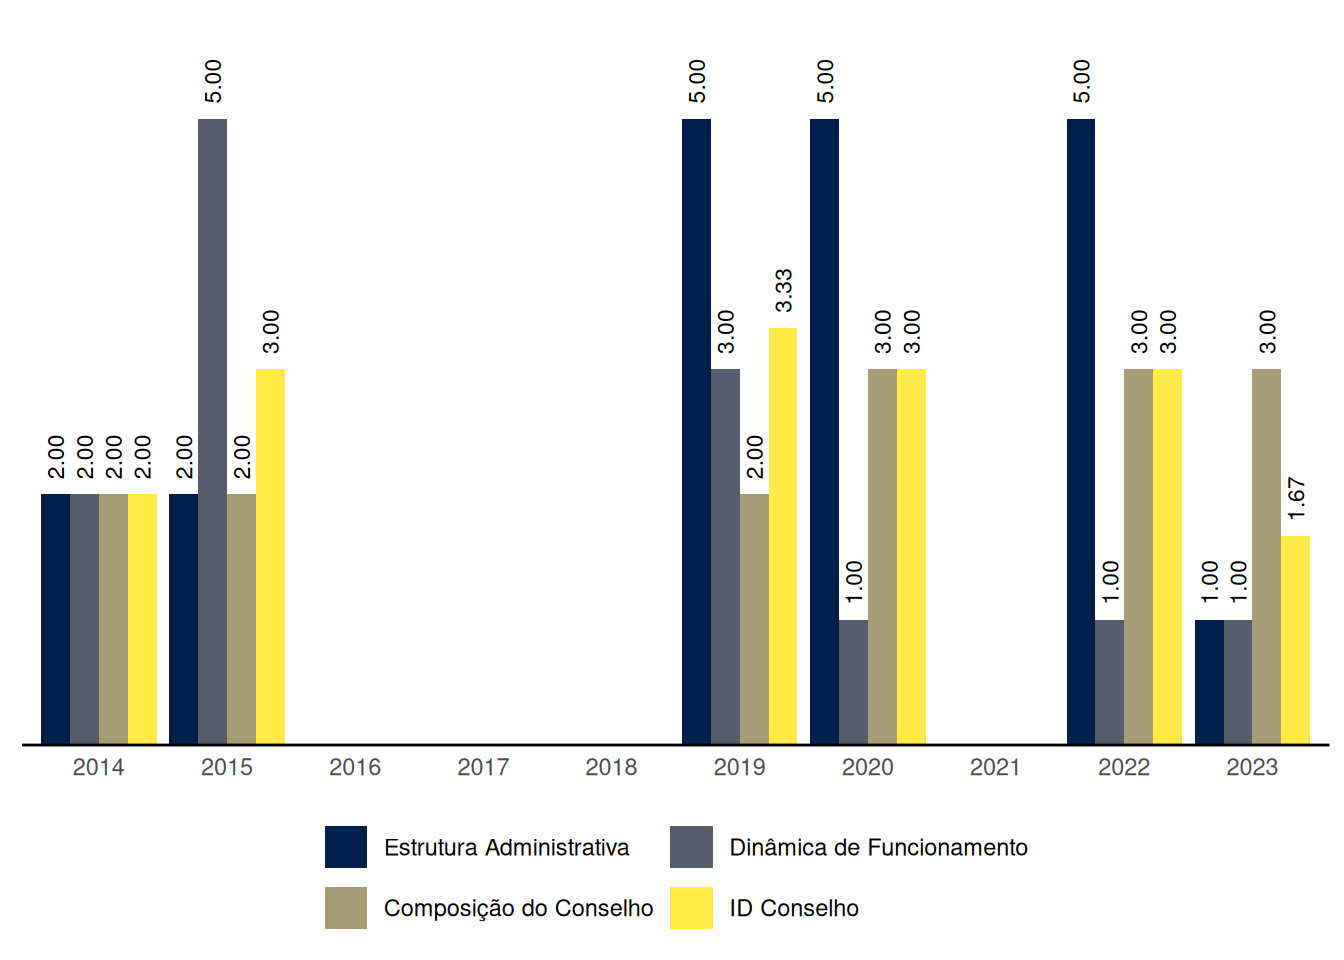 2.00 2.00 2.00 2.00 2.00 5.00 2.00 3.00 5.00 3.00 2.00 3.33 5.00 1.00 3.00 3.00 5.00 1.00 3.00 3.00 1.00 1.00 3.00 1.67
2014 2015 2016 2017 2018 2019 2020 2021 2022 2023
Estrutura Administrativa Dinâmica de Funcionamento
Composição do Conselho ID Conselho